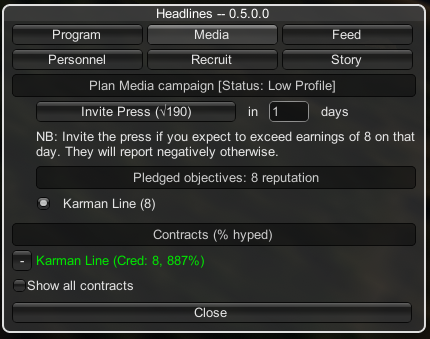 Headlines -- 0.5.0.0
Program Media Feed
Personnel Recruit Story
Plan Media campaign [Status: Low Profile]
Invite Press (√190) in 1 days
NB: Invite the press if you expect to exceed earnings of 8 on that
day. They will report negatively otherwise.
Pledged objectives: 8 reputation
Karman Line (8)
Contracts (% hyped)
- Karman Line (Cred: 8, 887%)
Show all contracts
Close